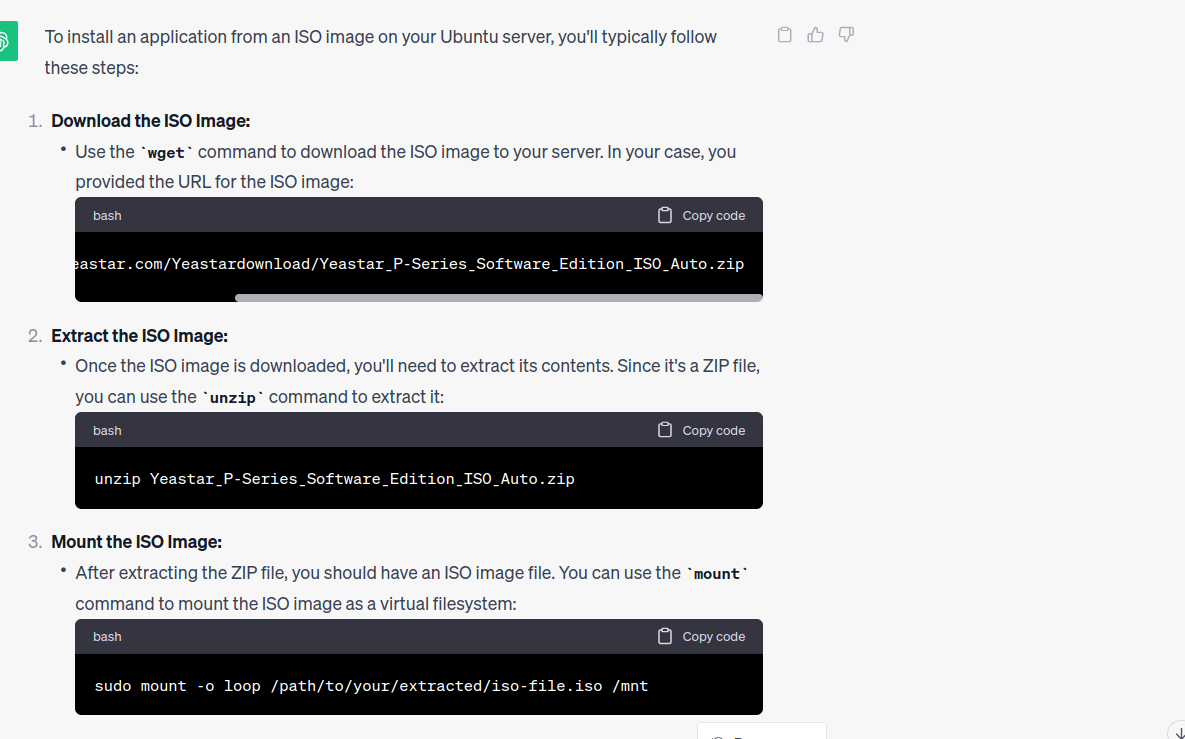 To install an application from an ISO image on your Ubuntu server, you'll typically follow
these steps:
1. Download the ISO Image:
• Use the `wget` command to download the ISO image to your server. In your case, you
provided the URL for the ISO image:
bash Copy code
eastar.com/Yeastardownload/Yeastar_P-Series_Software_Edition_ISO_Auto.zip
2. Extract the ISO Image:
• Once the ISO image is downloaded, you'll need to extract its contents. Since it's a ZIP file,
you can use the `unzip` command to extract it:
bash Copy code
unzip Yeastar_P-Series_Software_Edition_ISO_Auto.zip
3. Mount the ISO Image:
• After extracting the ZIP file, you should have an ISO image file. You can use the `mount`
command to mount the ISO image as a virtual filesystem:
bash Copy code
sudo mount -o loop /path/to/your/extracted/iso-file.iso /mnt